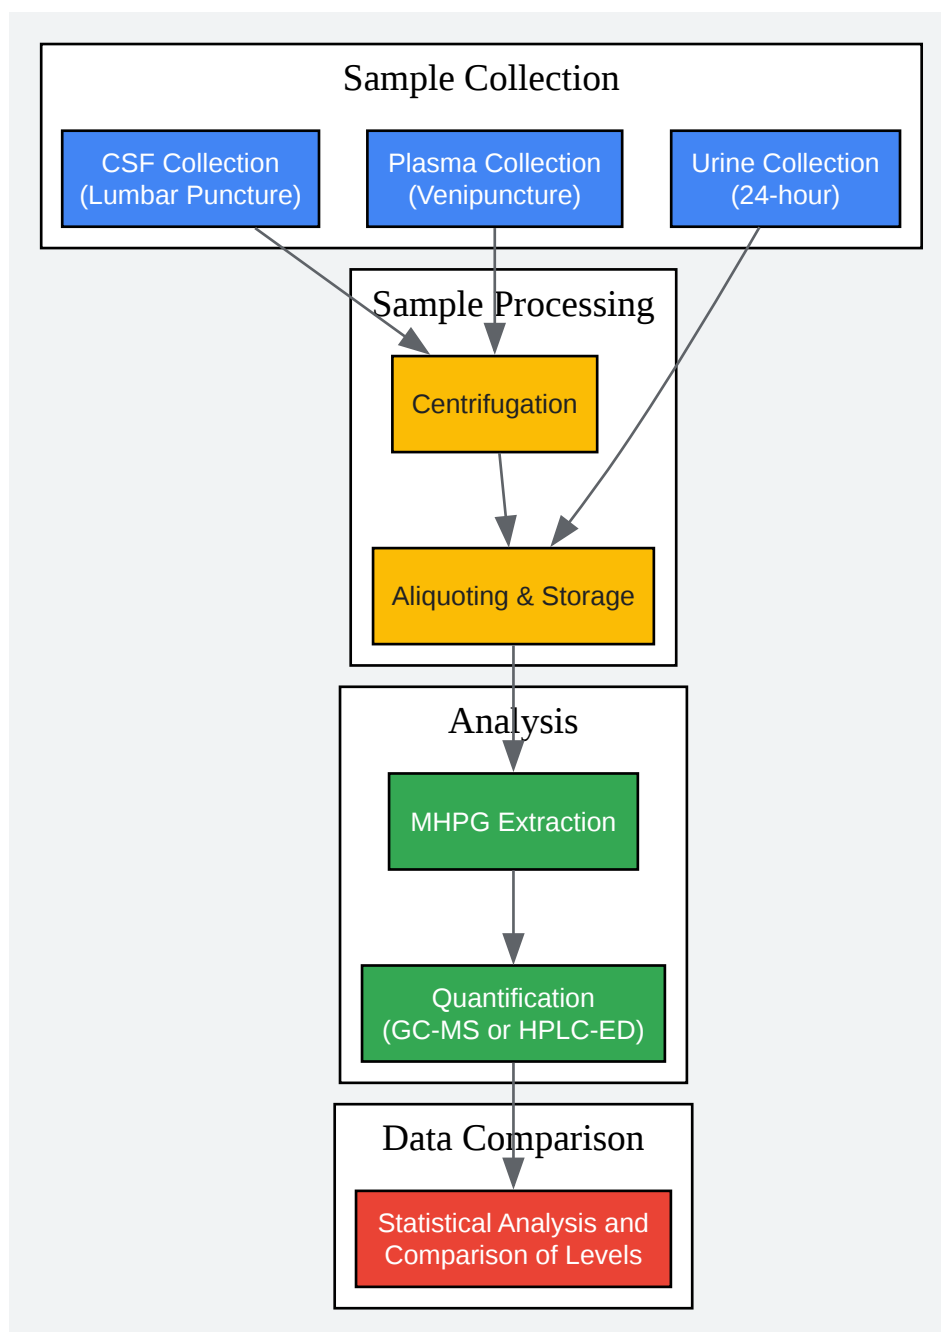 Sample Collection
CSF Collection
(Lumbar Puncture)
Plasma Collection
(Venipuncture)
Urine Collection
(24-hour)
Sample Processing
Centrifugation
Aliquoting & Storage
Analysis
MHPG Extraction
Quantification
(GC-MS or HPLC-ED)
Data Comparison
Statistical Analysis and
Comparison of Levels